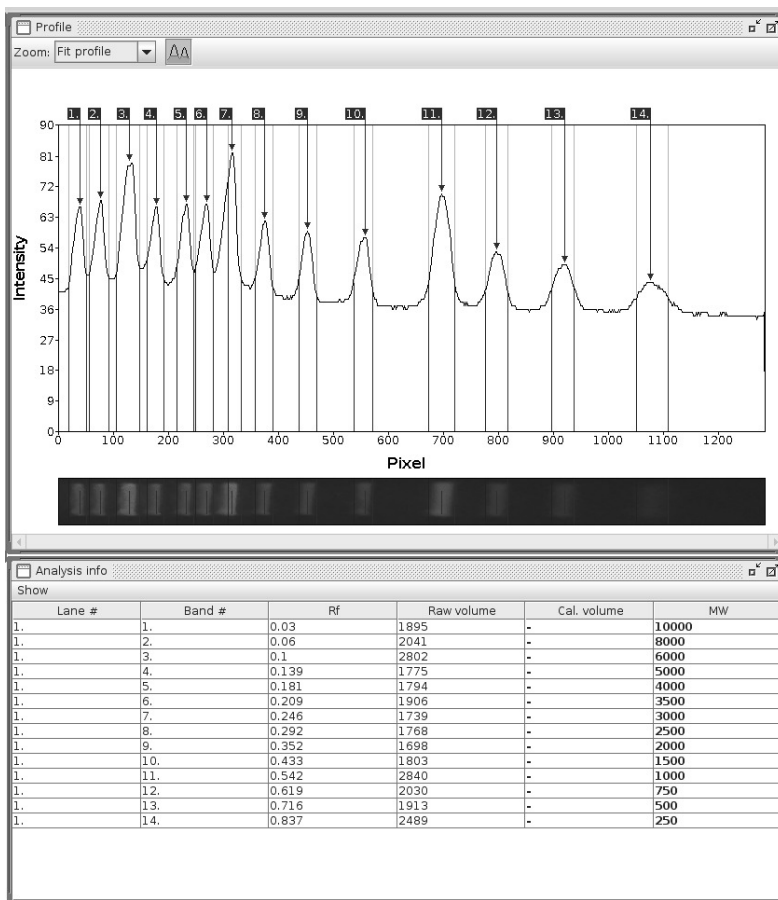 Profile
Zoom: Fit profile
1. 2. 3. 4. 5. 6. 7. 8. 9. 10. 11. 12. 13. 14.
90
81
72
63
54
45
36
27
18
9
0
Intensity
0 100 200 300 400 500 600 700 800 900 1000 1100 1200
Pixel
Analysis info
Show
Lane # Band # Rf Raw volume Cal. volume MW
1. 1. 0.03 1895 - 10000
1. 2. 0.06 2041 - 8000
1. 3. 0.1 2802 - 6000
1. 4. 0.139 1775 - 5000
1. 5. 0.181 1794 - 4000
1. 6. 0.209 1906 - 3500
1. 7. 0.246 1739 - 3000
1. 8. 0.292 1768 - 2500
1. 9. 0.352 1698 - 2000
1. 10. 0.433 1803 - 1500
1. 11. 0.542 2840 - 1000
1. 12. 0.619 2030 - 750
1. 13. 0.716 1913 - 500
1. 14. 0.837 2489 - 250